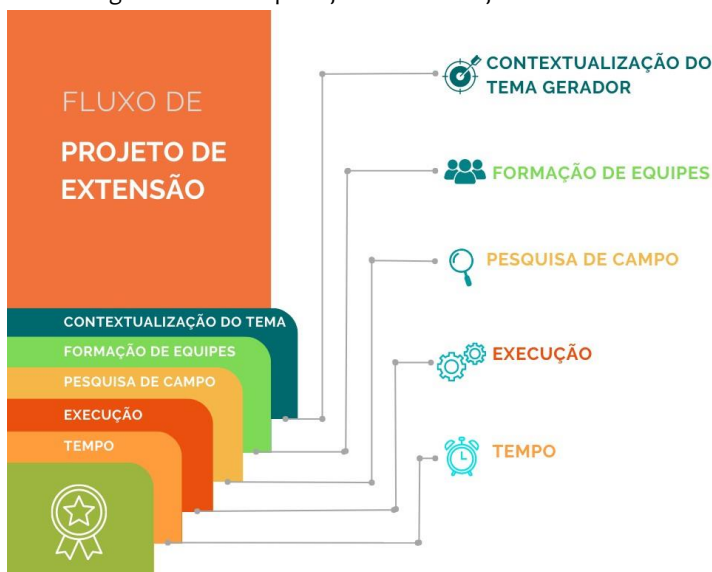 FLUXO DE
PROJETO DE
EXTENSÃO
CONTEXTUALIZAÇÃO DO TEMA
FORMAÇÃO DE EQUIPES
PESQUISA DE CAMPO
EXECUÇÃO
TEMPO
CONTEXTUALIZAÇÃO DO
TEMA GERADOR
FORMAÇÃO DE EQUIPES
PESQUISA DE CAMPO
EXECUÇÃO
TEMPO